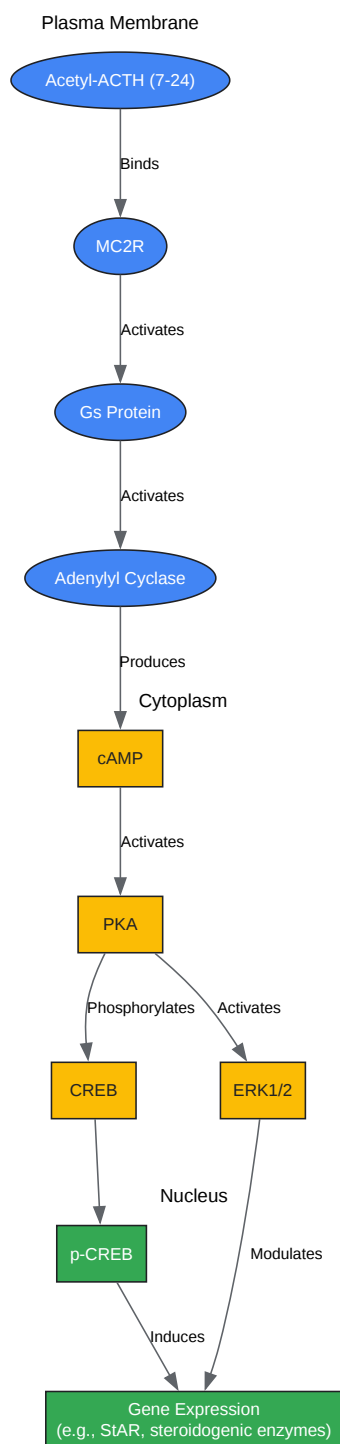 Plasma Membrane
Acetyl-ACTH (7-24)
Binds
MC2R
Activates
Gs Protein
Activates
Adenylyl Cyclase
Produces
Cytoplasm
cAMP
Activates
PKA
Phosphorylates
Activates
CREB
ERK1/2
Nucleus
p-CREB
Modulates
Induces
Gene Expression
(e.g., StAR, steroidogenic enzymes)